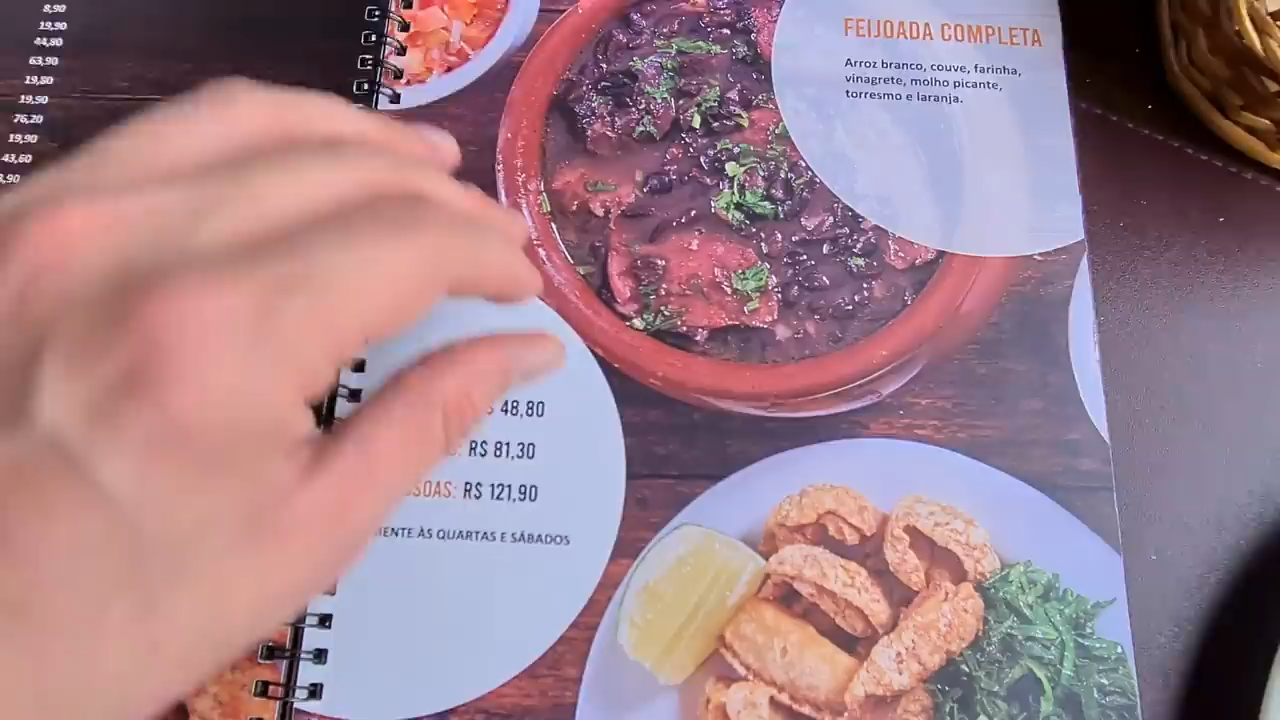 8,90
19,90
44,80
63,90
19,80
19,50
76,20
19,90
43,60
,90
FEIJOADA COMPLETA
Arroz branco, couve, farinha,
vinagrete, molho picante,
torresmo e laranja.
48,80
R$ 81,30
SOAS: R$ 121,90
ENTE ÀS QUARTAS E SÁBADOS